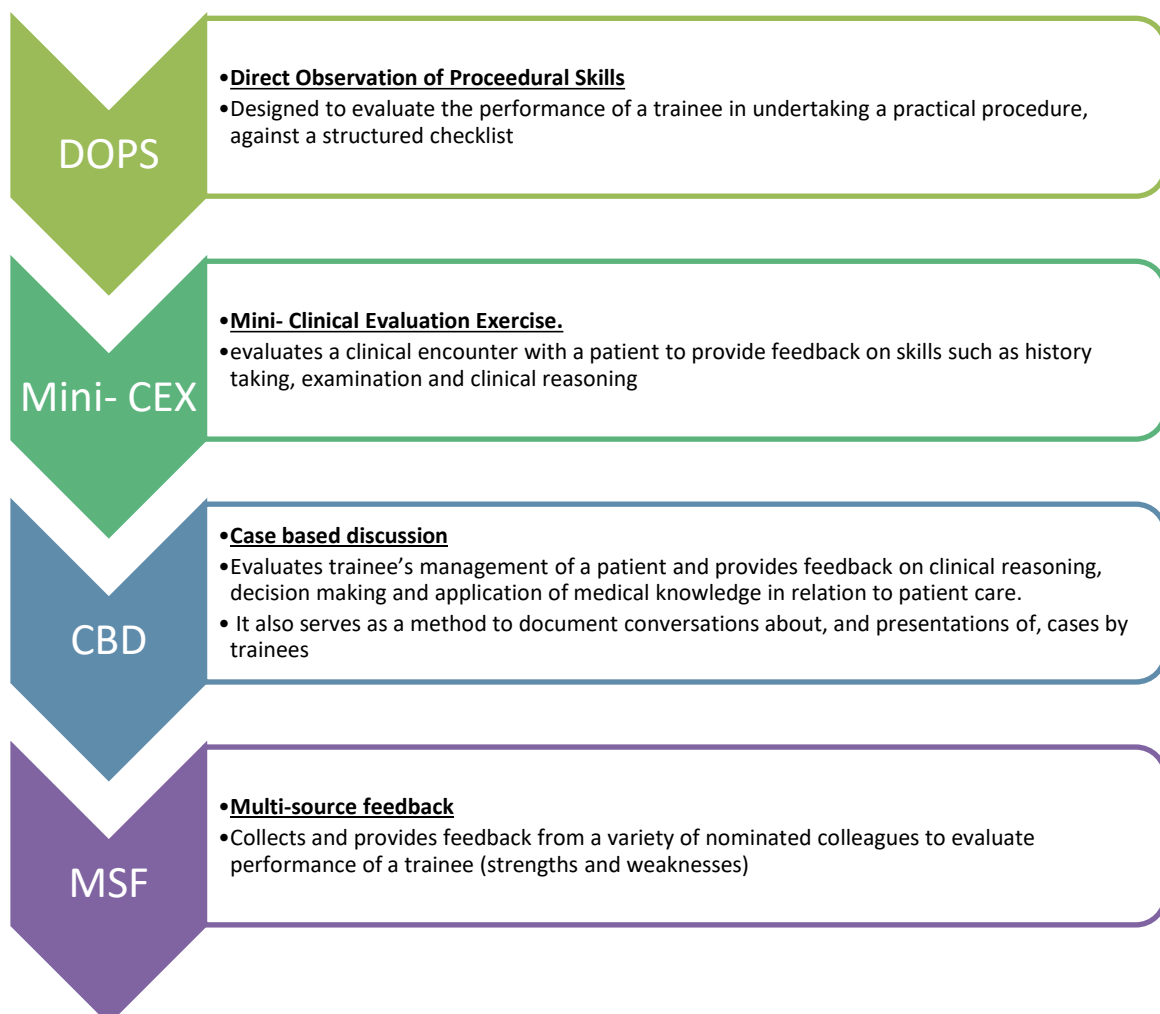 DOPS
•Direct Observation of Proceedural Skills
•Designed to evaluate the performance of a trainee in undertaking a practical procedure,
against a structured checklist
Mini- CEX
•Mini- Clinical Evaluation Exercise.
•evaluates a clinical encounter with a patient to provide feedback on skills such as history
taking, examination and clinical reasoning
CBD
•Case based discussion
•Evaluates trainee’s management of a patient and provides feedback on clinical reasoning,
decision making and application of medical knowledge in relation to patient care.
• It also serves as a method to document conversations about, and presentations of, cases by
trainees
MSF
•Multi-source feedback
•Collects and provides feedback from a variety of nominated colleagues to evaluate
performance of a trainee (strengths and weaknesses)